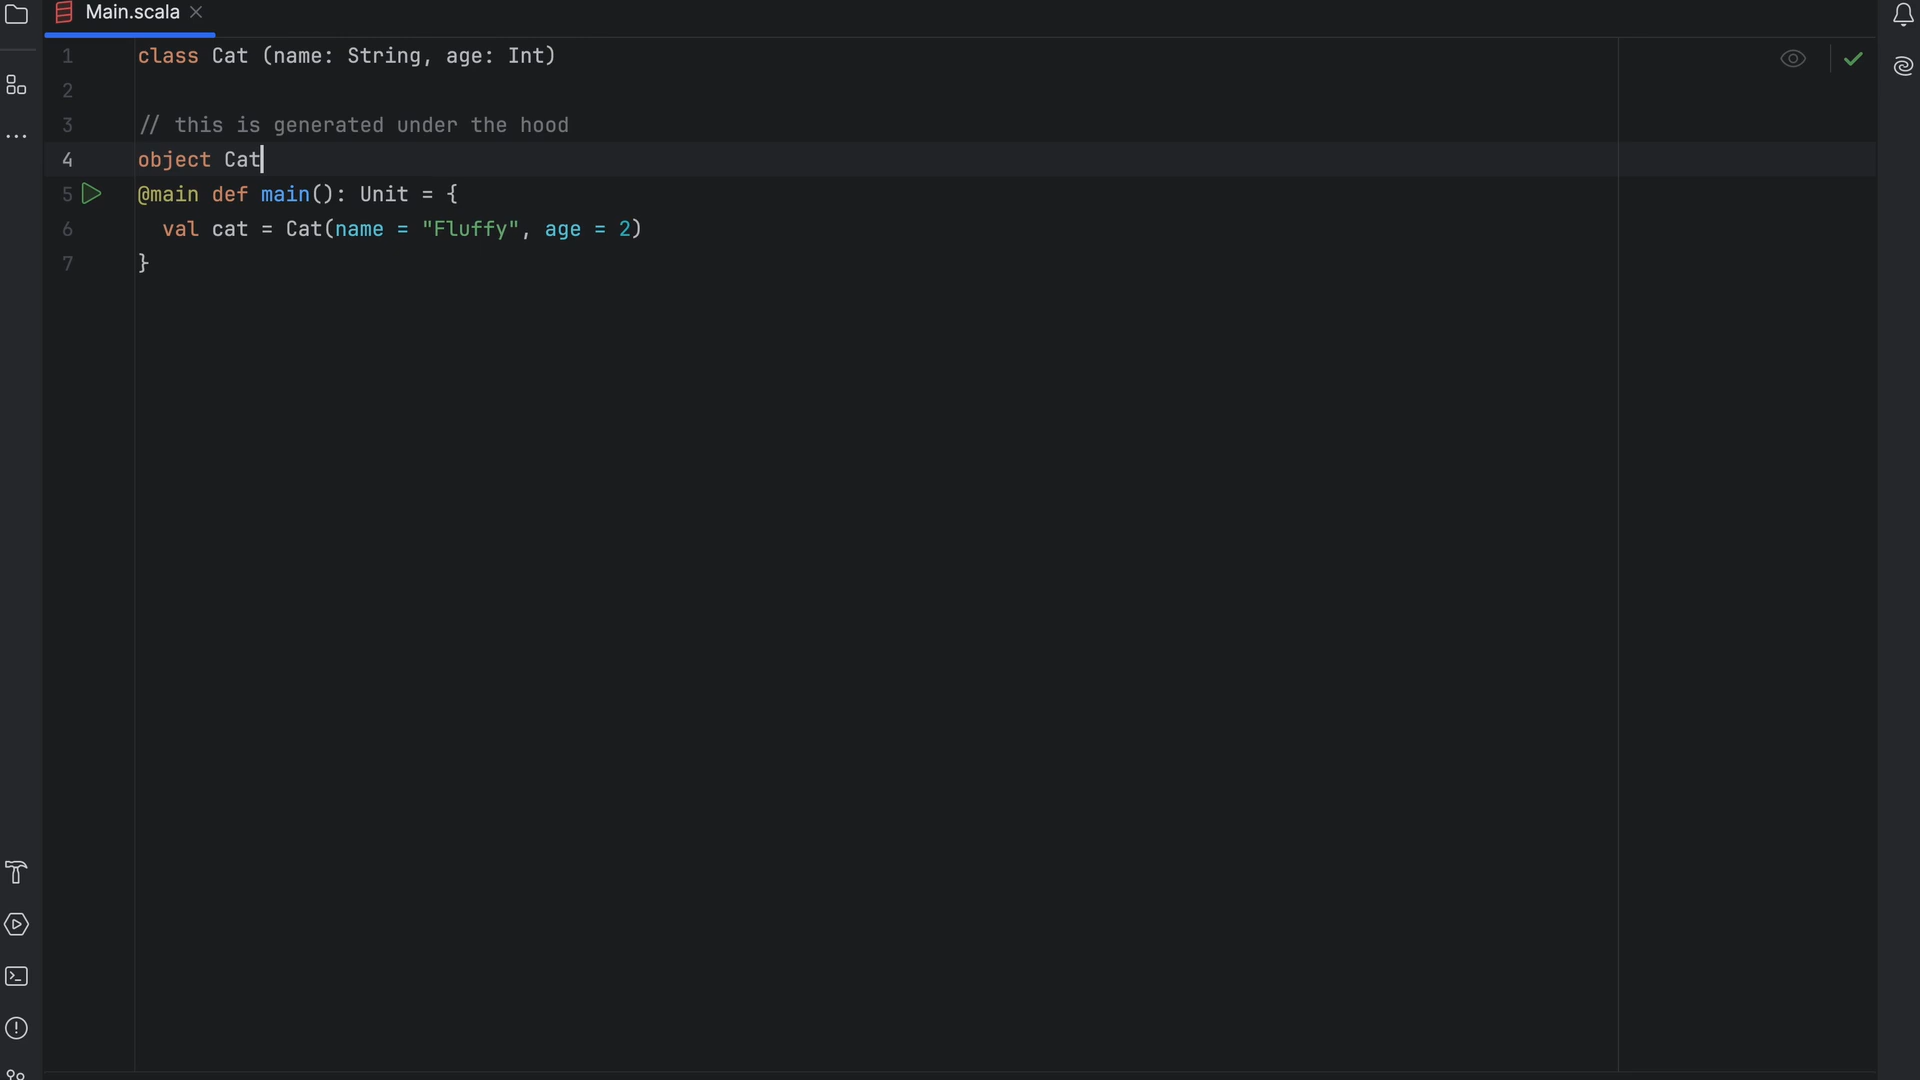 Main.scala
1 class Cat (name: String, age: Int)
2
3 // this is generated under the hood
4 object Cat
5 @main def main(): Unit = {
6 val cat = Cat(name = "Fluffy", age = 2)
7 }